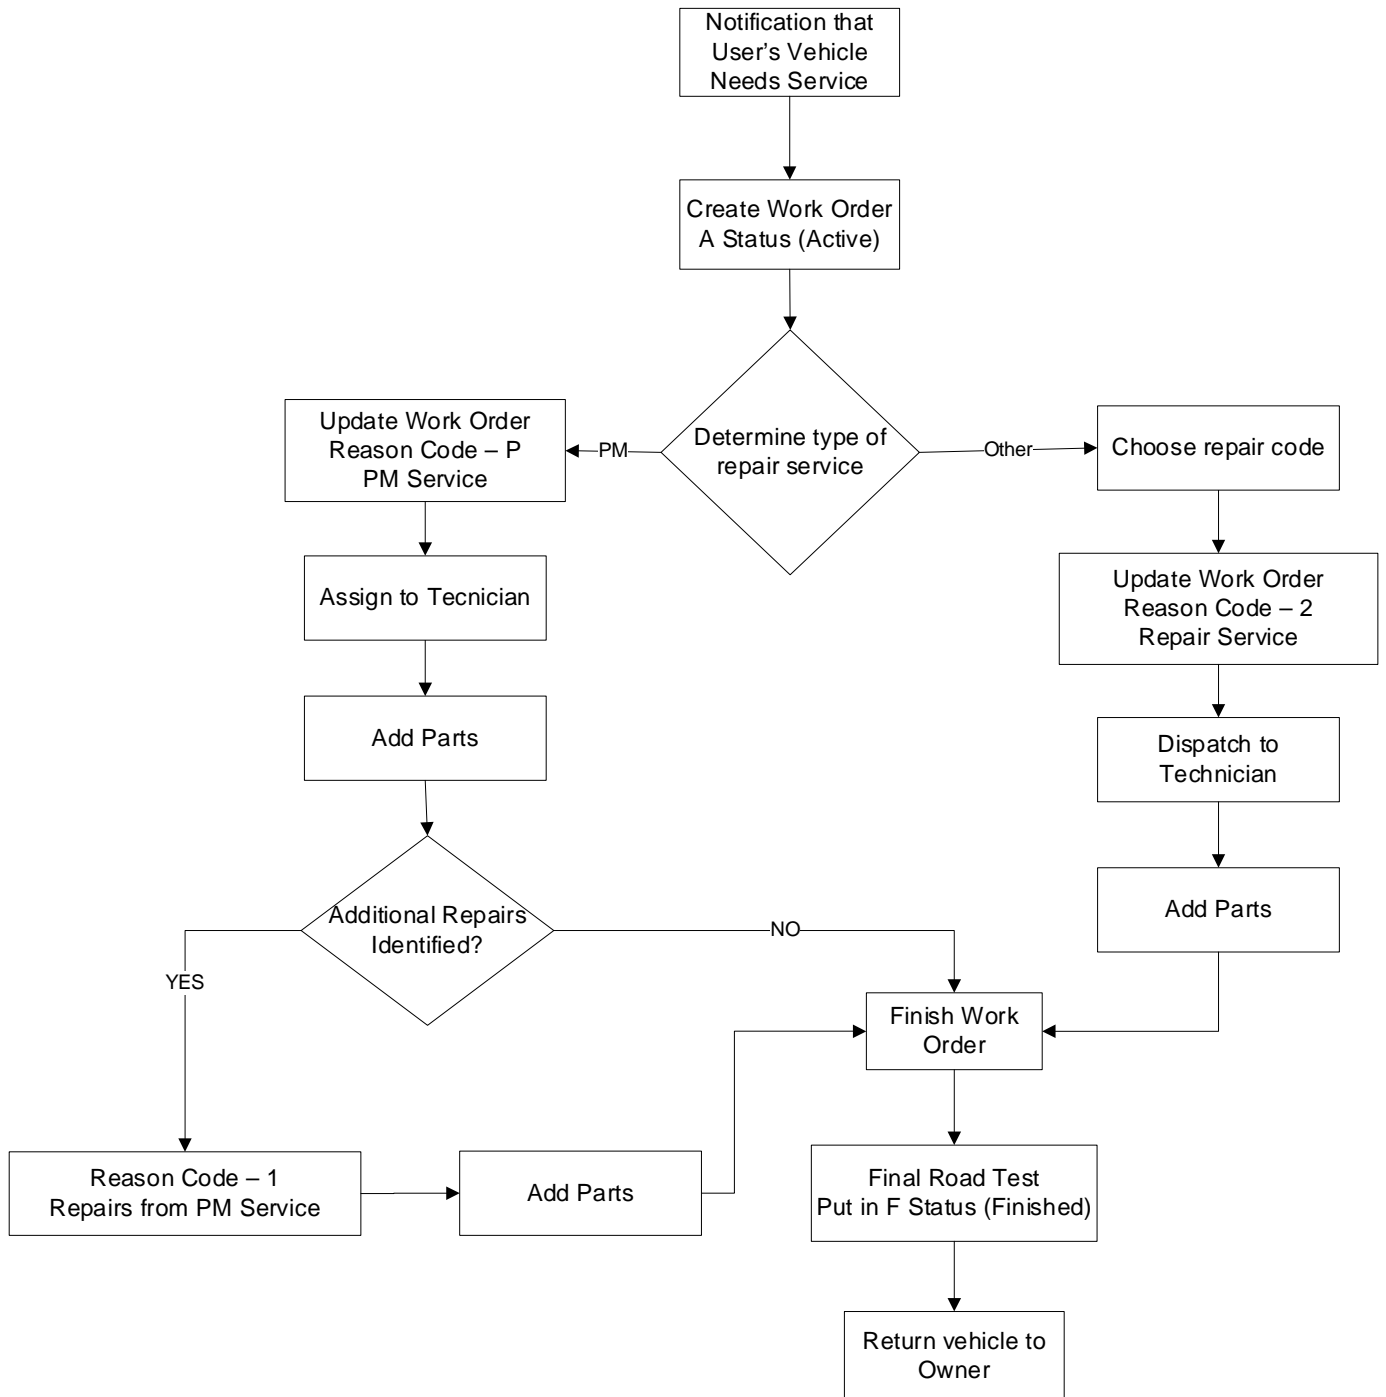 Notification that
User’s Vehicle
Needs Service
Create Work Order
A Status (Active)
Determine type of
repair service
PM
Other
Update Work Order
Reason Code – P
PM Service
Choose repair code
Assign to Tecnician
Update Work Order
Reason Code – 2
Repair Service
Add Parts
Dispatch to
Technician
Additional Repairs
Identified?
YES
NO
Add Parts
Finish Work
Order
Reason Code – 1
Repairs from PM Service
Add Parts
Final Road Test
Put in F Status (Finished)
Return vehicle to
Owner